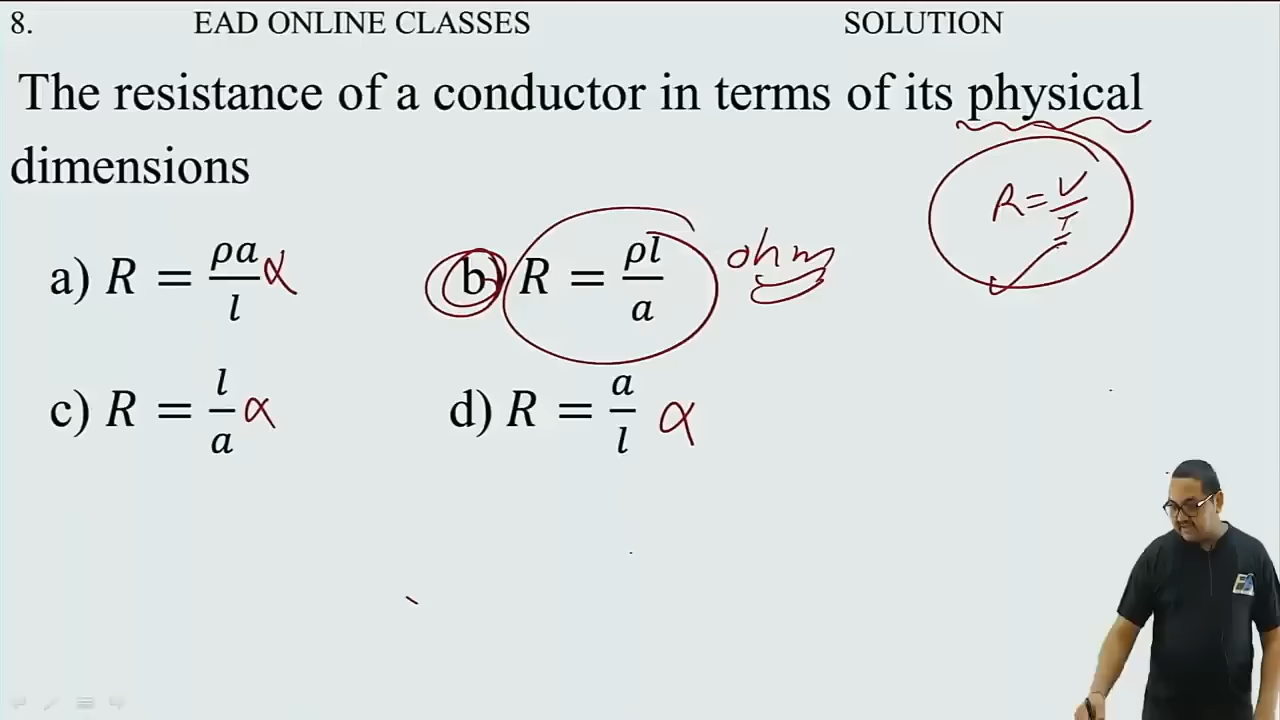 8. EAD ONLINE CLASSES SOLUTION
The resistance of a conductor in terms of its physical
dimensions
R = V/I
a) R = ρa/l α
b) R = ρl/a ohm
c) R = l/a α
d) R = a/l α